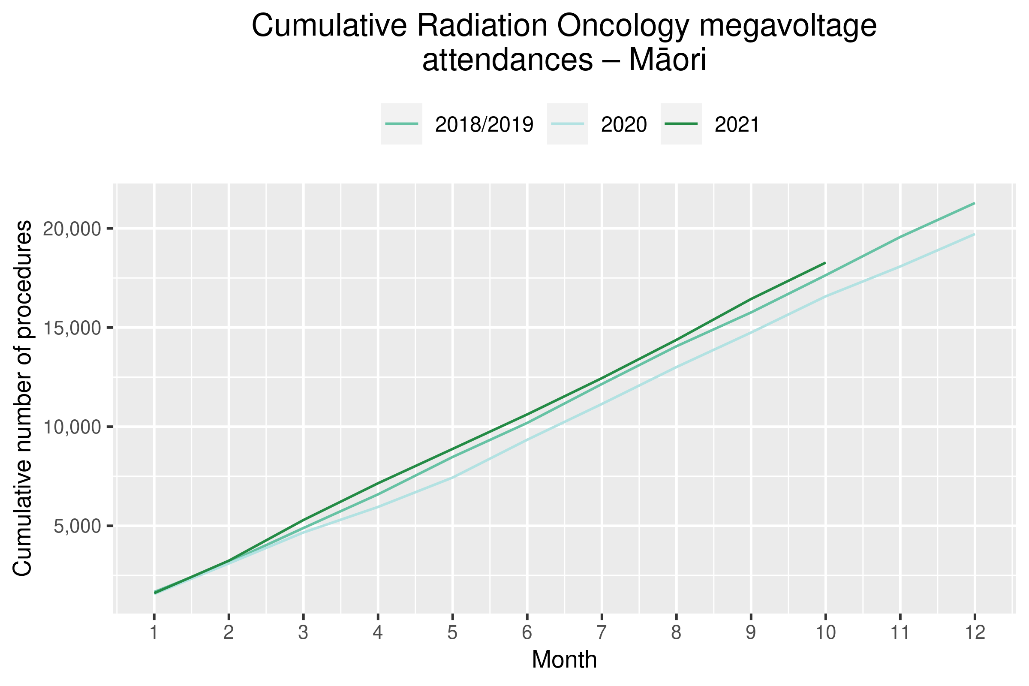 Cumulative Radiation Oncology megavoltage
attendances – Māori
2018/2019 2020 2021
Cumulative number of procedures
20,000
15,000
10,000
5,000
1 2 3 4 5 6 7 8 9 10 11 12
Month